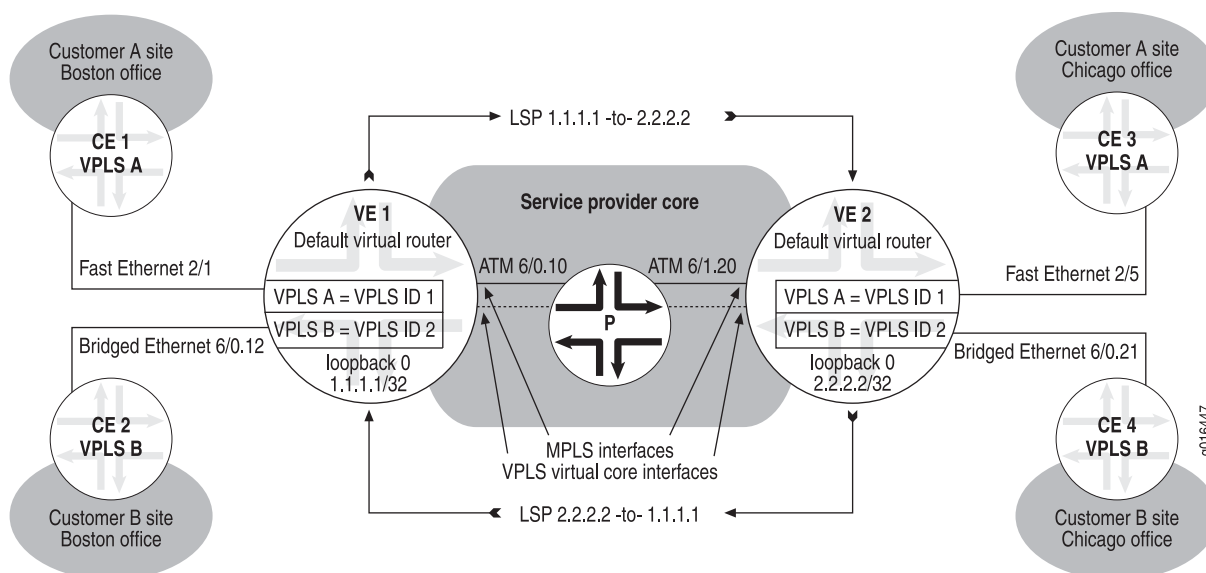 Customer A site
Boston office
CE 1
VPLS A
Fast Ethernet 2/1
Bridged Ethernet 6/0.12
CE 2
VPLS B
Customer B site
Boston office
LSP 1.1.1.1 -to- 2.2.2.2
Service provider core
VE 1
Default virtual router
VPLS A = VPLS ID 1
VPLS B = VPLS ID 2
loopback 0
1.1.1.1/32
ATM 6/0.10
P
ATM 6/1.20
VE 2
Default virtual router
VPLS A = VPLS ID 1
VPLS B = VPLS ID 2
loopback 0
2.2.2.2/32
MPLS interfaces
VPLS virtual core interfaces
LSP 2.2.2.2 -to- 1.1.1.1
Customer A site
Chicago office
CE 3
VPLS A
Fast Ethernet 2/5
Bridged Ethernet 6/0.21
CE 4
VPLS B
Customer B site
Chicago office
g016447